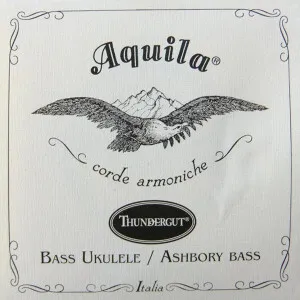 Aquila®
corde armoniche
THUNDERGUT®
BASS UKULELE / ASHBORY BASS
Italia